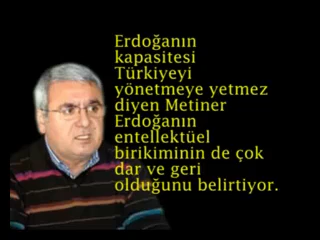 Erdoğanın
kapasitesi
Türkiyeyi
yönetmeye yetmez
diyen Metiner
Erdoğanın
entellektüel
birikiminin de çok
dar ve geri
olduğunu belirtiyor.